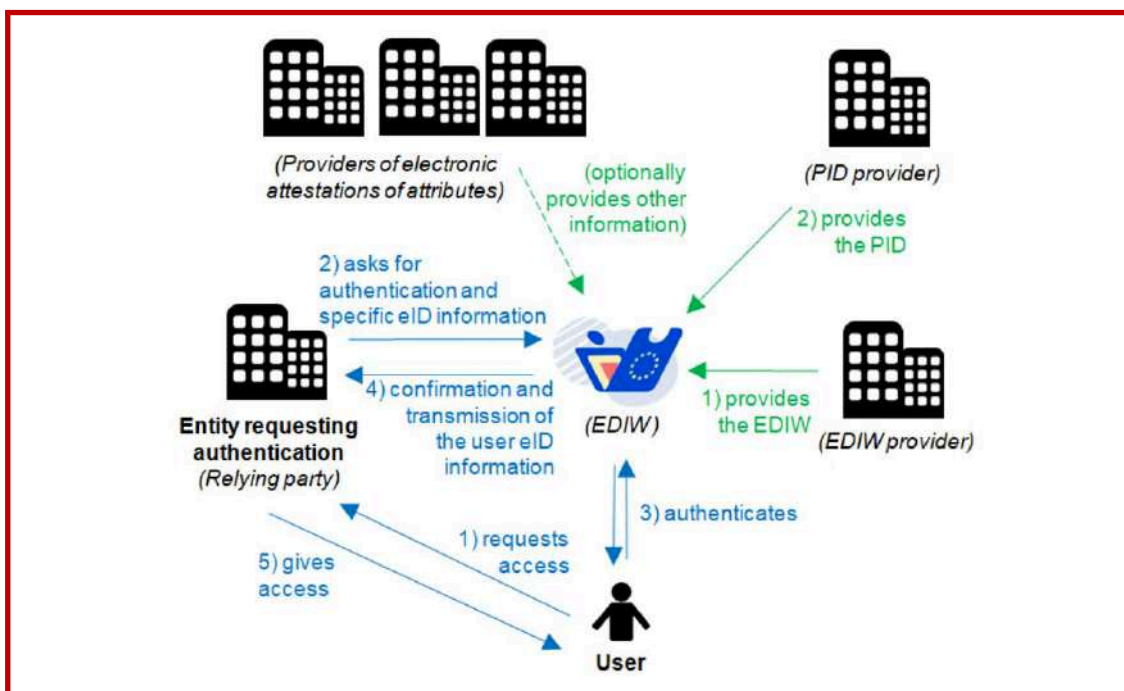 (Providers of electronic
attestations of attributes)
(optionally
provides other
information)
(PID provider)
2) provides
the PID
2) asks for
authentication and
specific eID information
4) confirmation and
transmission of
the user eID
information
(EDIW)
1) provides
the EDIW
(EDIW provider)
Entity requesting
authentication
(Relying party)
3) authenticates
1) requests
access
5) gives
access
User